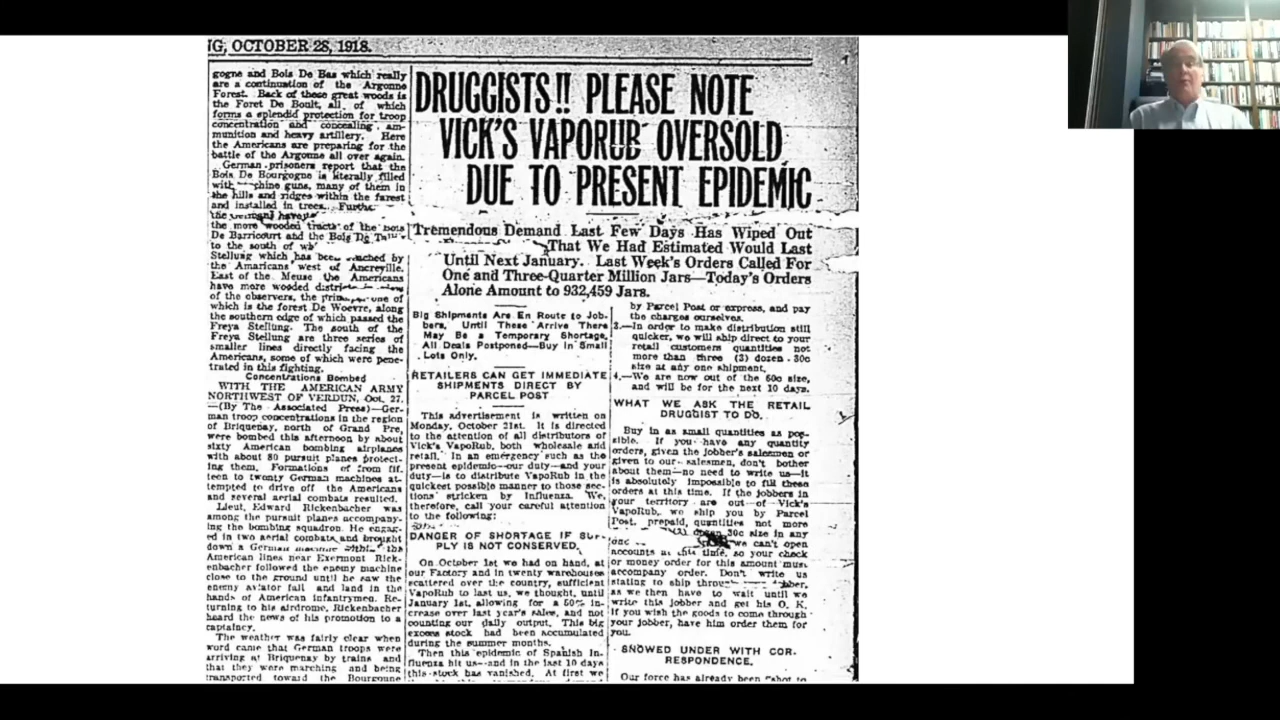 NG, OCTOBER 28, 1918.
gogne and Bois De Bas which really
are a continuation of the Argonne
Forest. Back of these great woods is
the Foret De Boult, all of which
forms a splendid protection for troop
concentration and concealing am-
munition and heavy artillery. Here
the Americans are preparing for the
battle of the Argonne all over again.
German prisoners report that the
Bois De Bourgogne is literally filled
with machine guns, many of them in
the hills and ridges within the farest
and installed in trees.
the
the more wooded tracts of the bois
De Barricourt and the Bois De
to the south of
Stellung which has been reached by
the Amaricans west of Ancreville.
East of the Meuse the Americans
have more wooded
of the observers, the one of
which is the forest De Woevre, along
the southern edge of which passed the
Freya Stellung. The south of the
Freya Stellung are three series of
smaller lines directly facing the
Americans, some of which were pene-
trated in this fighting.
Concentrations Bombed
WITH THE AMERICAN ARMY
NORTHWEST OF VERDUN, Oct. 27.
—(By The Associated Press)—Ger-
man troop concentrations in the region
of Briquenay, north of Grand Pre,
were bombed this afternoon by about
sixty American bombing airplanes
with about 80 pursuit planes protect-
ing them. Formations of from fif-
teen to twenty German machines at-
tempted to drive off the Americans
and several aerial combats resulted.
Lieut. Edward Rickenbacher was
among the pursuit planes accompany-
ing the bombing squadron. He engag-
ed in two aerial combats and brought
down a German machine the
American lines near Exermont Rick-
enbacher followed the enemy machine
close to the ground until he saw the
enemy aviator fall and land in the
hands of American infantrymen. Re-
turning to his airdrome, Rickenbacher
heard the news of his promotion to a
captaincy.
The weather was fairly clear when
word came that German troops were
arriving at Briquenay by trains and
that they were marching and being
transported toward the Bourgogne
DRUGGISTS!! PLEASE NOTE
VICK'S VAPORUB OVERSOLD
DUE TO PRESENT EPIDEMIC
Tremendous Demand Last Few Days Has Wiped Out
That We Had Estimated Would Last
Until Next January. Last Week's Orders Called For
One and Three-Quarter Million Jars—Today's Orders
Alone Amount to 932,459 Jars.
Big Shipments Are En Route to Job-
bers, Until These Arrive There
May Be a Temporary Shortage,
All Deals Postponed—Buy In Small
Lots Only.
RETAILERS CAN GET IMMEDIATE
SHIPMENTS DIRECT BY
PARCEL POST
This advertisement is written on
Monday, October 21st. It is directed
to the attention of all distributors of
Vick's VapoRub, both wholesale and
retail. In an emergency such as the
present epidemic—our duty—and your
duty—is to distribute VapoRub in the
quickest possible manner to those sec-
tions stricken by Influenza. We,
therefore, call your careful attention
to the following:
DANGER OF SHORTAGE IF SUP-
PLY IS NOT CONSERVED.
On October 1st we had on hand, at
our Factory and in twenty warehouses
scattered over the country, sufficient
VapoRub to last us, we thought, until
January 1st, allowing for a 50% in-
crease over last year's sales, and not
counting our daily output. This big
excess stock had been accumulated
during the summer months.
Then this epidemic of Spanish In-
fluenza hit us—and in the last 10 days
this stock has vanished. At first we
by Parcel Post or express, and pay
the charges ourselves.
3.—In order to make distribution still
quicker, we will ship direct to your
retail customers quantities not
more than three (3) dozen 30c
size at any one shipment.
4.—We are now out of the 60c size,
and will be for the next 10 days.
WHAT WE ASK THE RETAIL
DRUGGIST TO DO.
Buy in as small quantities as pos-
sible. If you have any quantity
orders, given the jobber's salesmen or
given to our salesmen, don't bother
about them—no need to write us—it
is absolutely impossible to fill these
orders at this time. If the jobbers in
your territory are out of Vick's
VapoRub, we ship you by Parcel
Post, prepaid, quantities not more
dozen 30c size in any
one we can't open
accounts at this time, so your check
or money order for this amount must
accompany order. Don't write us
stating to ship through jobber,
as we then have to wait until we
write this jobber and get his O. K.
If you wish the goods to come through
your jobber, have him order them for
you.
SNOWED UNDER WITH COR-
RESPONDENCE.
Our force has already been "shot to